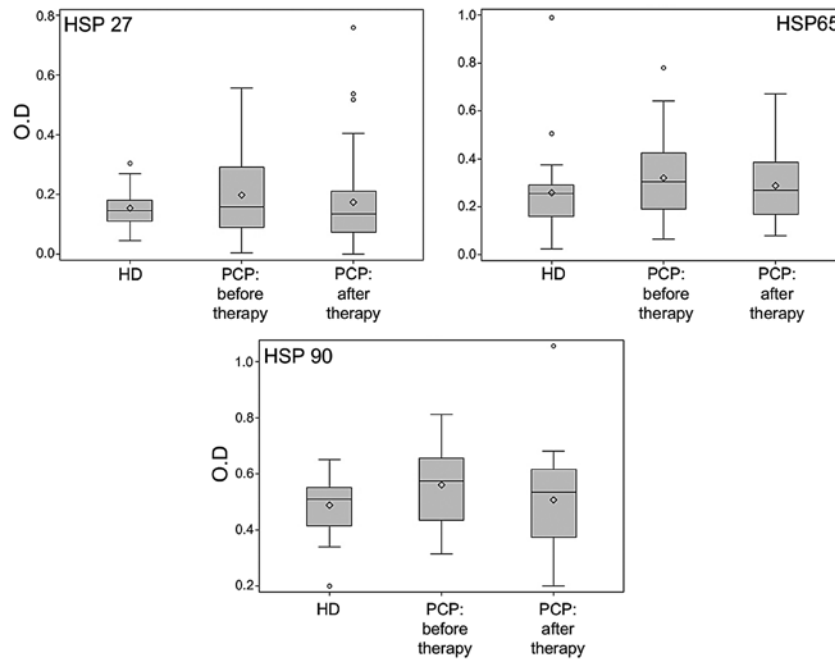 HSP 27
O.D
0.8
0.6
0.4
0.2
0.0
HD
PCP:
before
therapy
PCP:
after
therapy
HSP65
1.0
0.8
0.6
0.4
0.2
0.0
HD
PCP:
before
therapy
PCP:
after
therapy
HSP 90
O.D
1.0
0.8
0.6
0.4
0.2
HD
PCP:
before
therapy
PCP:
after
therapy